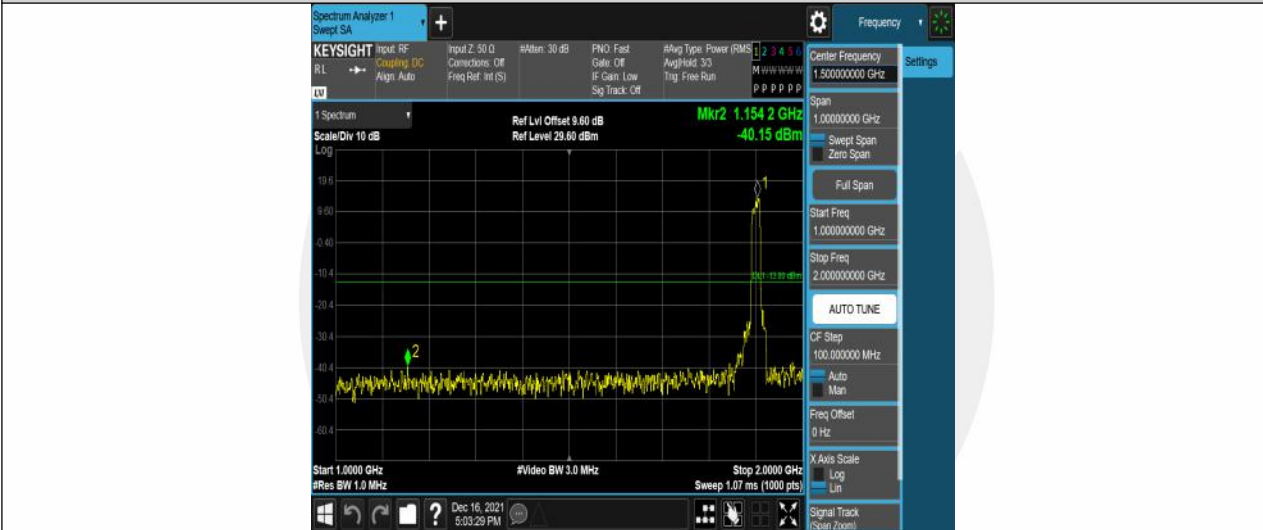 Spectrum Analyzer 1
Swept SA
+
Frequency
KEYSIGHT
RL
LV
Input: RF
Coupling: DC
Align: Auto
Input Z: 50 Ω
Corrections: Off
Freq Ref: Int (S)
#Atten: 30 dB
PNO: Fast
Gate: Off
IF Gain: Low
Sig Track: Off
#Avg Type: Power (RMS
Avg|Hold: 3/3
Trig: Free Run
1 2 3 4 5 6
M W W W W W
P P P P P P
1 Spectrum
Scale/Div 10 dB
Log
Ref Lvl Offset 9.60 dB
Ref Level 29.60 dBm
Mkr2 1.154 2 GHz
-40.15 dBm
19.6
9.60
-0.40
-10.4
-20.4
-30.4
-40.4
-50.4
-60.4
1
DL1 -13.00 dBm
2
Start 1.0000 GHz
#Res BW 1.0 MHz
#Video BW 3.0 MHz
Stop 2.0000 GHz
Sweep 1.07 ms (1000 pts)
?
Dec 16, 2021
5:03:29 PM
Center Frequency
1.500000000 GHz
Settings
Span
1.00000000 GHz
Swept Span
Zero Span
Full Span
Start Freq
1.000000000 GHz
Stop Freq
2.000000000 GHz
AUTO TUNE
CF Step
100.000000 MHz
Auto
Man
Freq Offset
0 Hz
X Axis Scale
Log
Lin
Signal Track
(Span Zoom)